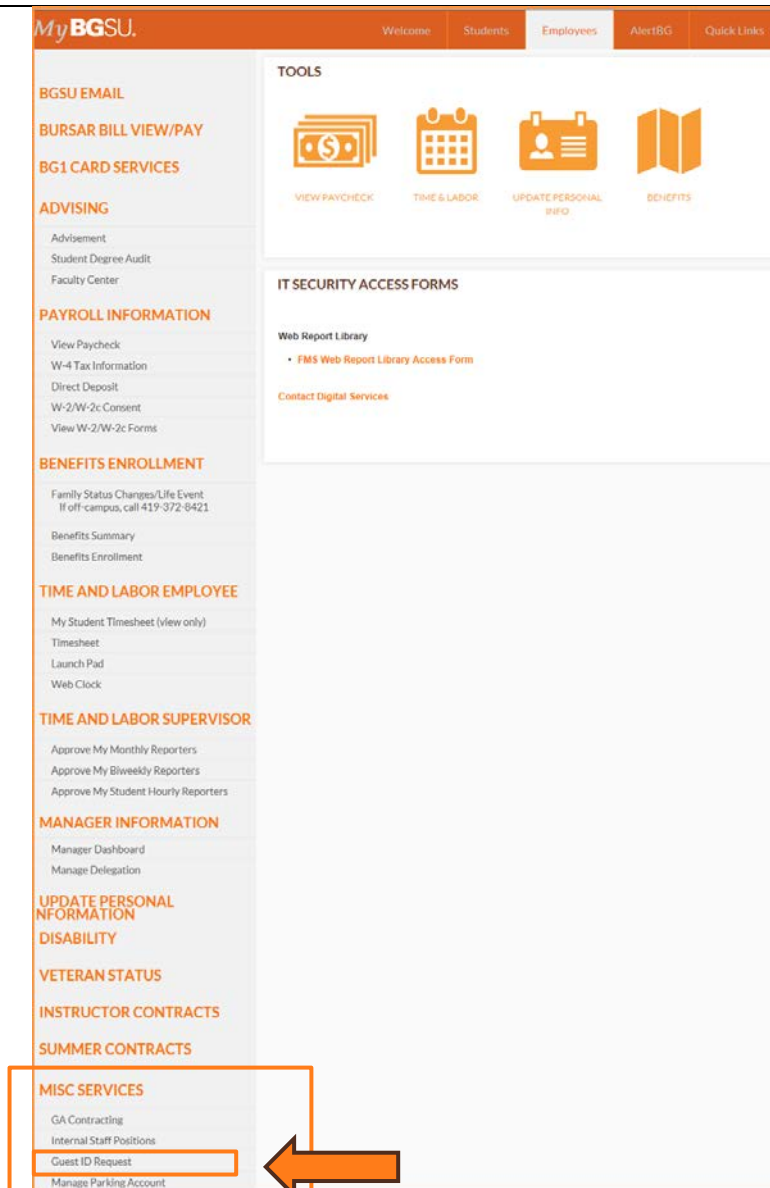 MyBGSU.
Welcome Students Employees AlertBG Quick Links
BGSU EMAIL
BURSAR BILL VIEW/PAY
BG1 CARD SERVICES
ADVISING
Advisement
Student Degree Audit
Faculty Center
PAYROLL INFORMATION
View Paycheck
W-4 Tax Information
Direct Deposit
W-2/W-2c Consent
View W-2/W-2c Forms
BENEFITS ENROLLMENT
Family Status Changes/Life Event
If off-campus, call 419-372-8421
Benefits Summary
Benefits Enrollment
TIME AND LABOR EMPLOYEE
My Student Timesheet (view only)
Timesheet
Launch Pad
Web Clock
TIME AND LABOR SUPERVISOR
Approve My Monthly Reporters
Approve My Biweekly Reporters
Approve My Student Hourly Reporters
MANAGER INFORMATION
Manager Dashboard
Manage Delegation
UPDATE PERSONAL
NFORMATION
DISABILITY
VETERAN STATUS
INSTRUCTOR CONTRACTS
SUMMER CONTRACTS
MISC SERVICES
GA Contracting
Internal Staff Positions
Guest ID Request
Manage Parking Account
TOOLS
VIEW PAYCHECK
TIME & LABOR
UPDATE PERSONAL
INFO
BENEFITS
IT SECURITY ACCESS FORMS
Web Report Library
• FMS Web Report Library Access Form
Contact Digital Services